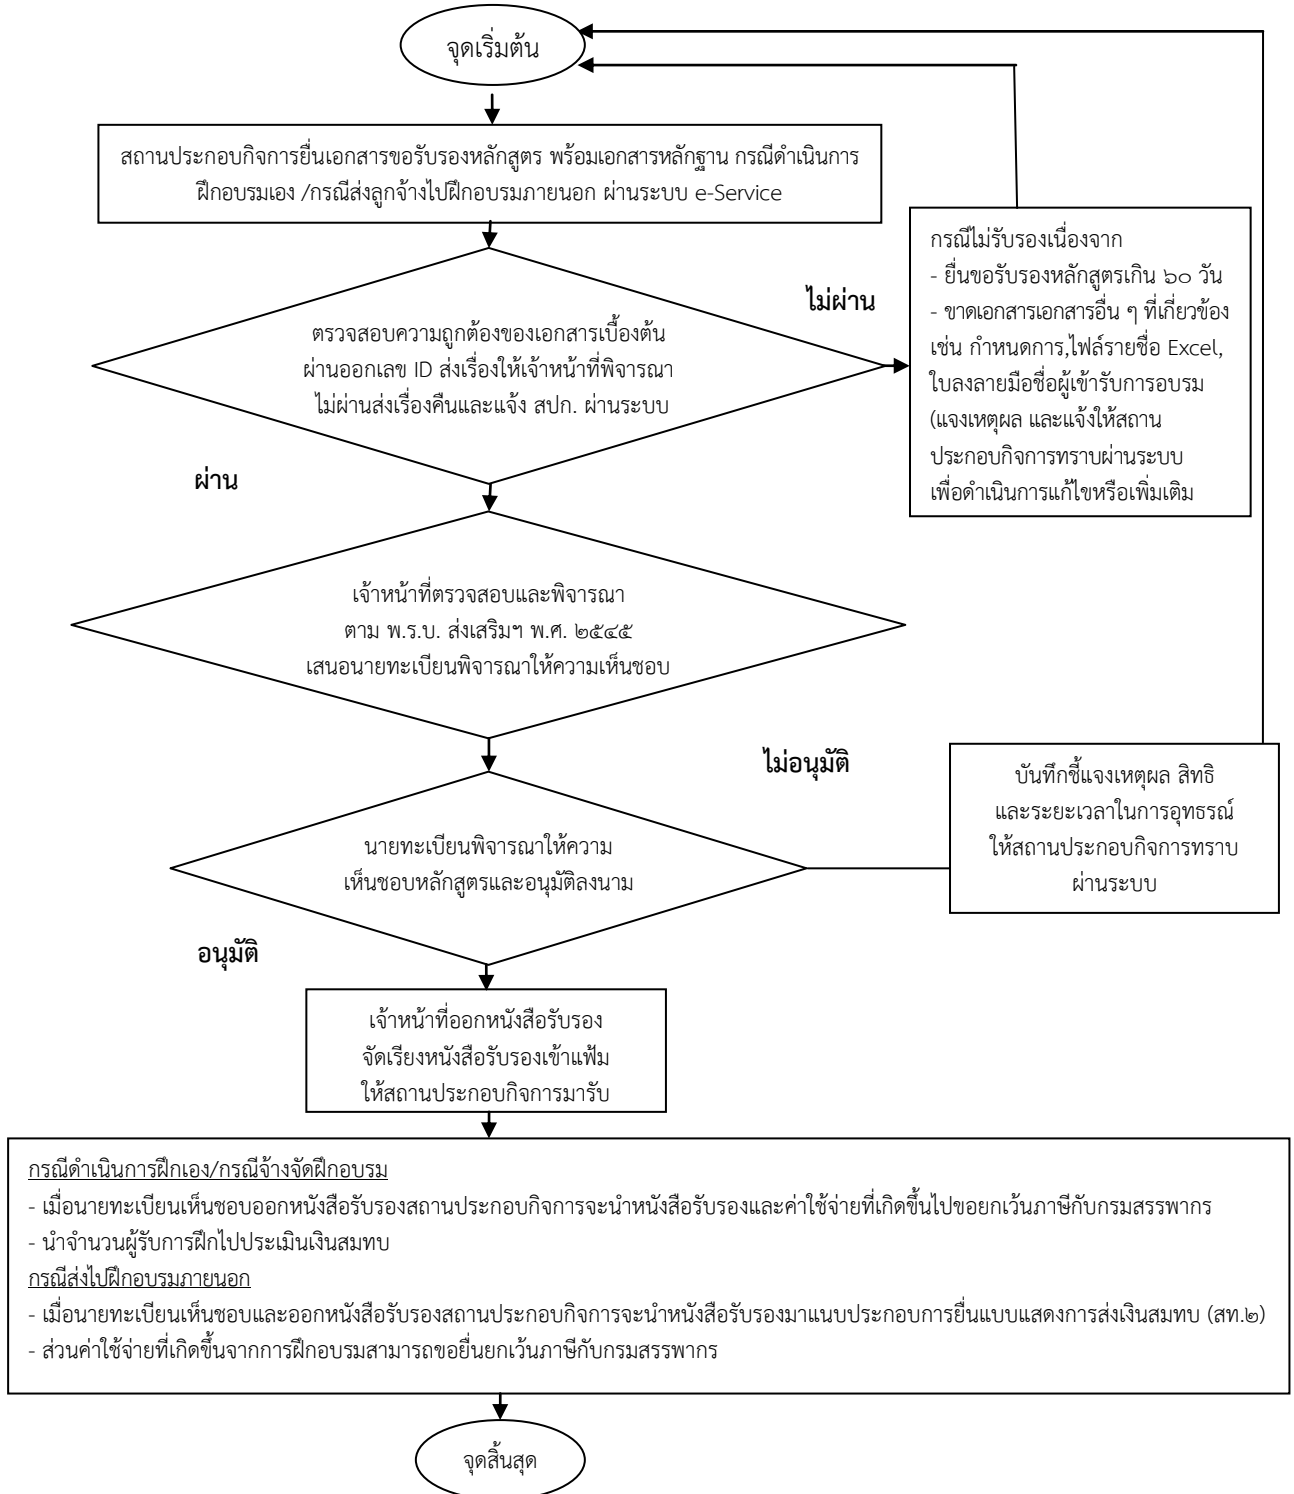 จุดเริ่มต้น
สถานประกอบกิจการยื่นเอกสารขอรับรองหลักสูตร พร้อมเอกสารหลักฐาน กรณีดำเนินการ
ฝึกอบรมเอง /กรณีส่งลูกจ้างไปฝึกอบรมภายนอก ผ่านระบบ e-Service
ไม่ผ่าน
ตรวจสอบความถูกต้องของเอกสารเบื้องต้น
ผ่านออกเลข ID ส่งเรื่องให้เจ้าหน้าที่พิจารณา
ไม่ผ่านส่งเรื่องคืนและแจ้ง สปก. ผ่านระบบ
กรณีไม่รับรองเนื่องจาก
- ยื่นขอรับรองหลักสูตรเกิน ๖๐ วัน
- ขาดเอกสารเอกสารอื่น ๆ ที่เกี่ยวข้อง
เช่น กำหนดการ,ไฟล์รายชื่อ Excel,
ใบลงลายมือชื่อผู้เข้ารับการอบรม
(แจงเหตุผล และแจ้งให้สถาน
ประกอบกิจการทราบผ่านระบบ
เพื่อดำเนินการแก้ไขหรือเพิ่มเติม
ผ่าน
เจ้าหน้าที่ตรวจสอบและพิจารณา
ตาม พ.ร.บ. ส่งเสริมฯ พ.ศ. ๒๕๔๕
เสนอนายทะเบียนพิจารณาให้ความเห็นชอบ
ไม่อนุมัติ
นายทะเบียนพิจารณาให้ความ
เห็นชอบหลักสูตรและอนุมัติลงนาม
บันทึกชี้แจงเหตุผล สิทธิ
และระยะเวลาในการอุทธรณ์
ให้สถานประกอบกิจการทราบ
ผ่านระบบ
อนุมัติ
เจ้าหน้าที่ออกหนังสือรับรอง
จัดเรียงหนังสือรับรองเข้าแฟ้ม
ให้สถานประกอบกิจการมารับ
กรณีดำเนินการฝึกเอง/กรณีจ้างจัดฝึกอบรม
- เมื่อนายทะเบียนเห็นชอบออกหนังสือรับรองสถานประกอบกิจการจะนำหนังสือรับรองและค่าใช้จ่ายที่เกิดขึ้นไปขอยกเว้นภาษีกับกรมสรรพากร
- นำจำนวนผู้รับการฝึกไปประเมินเงินสมทบ
กรณีส่งไปฝึกอบรมภายนอก
- เมื่อนายทะเบียนเห็นชอบและออกหนังสือรับรองสถานประกอบกิจการจะนำหนังสือรับรองมาแนบประกอบการยื่นแบบแสดงการส่งเงินสมทบ (สท.๒)
- ส่วนค่าใช้จ่ายที่เกิดขึ้นจากการฝึกอบรมสามารถขอยื่นยกเว้นภาษีกับกรมสรรพากร
จุดสิ้นสุด